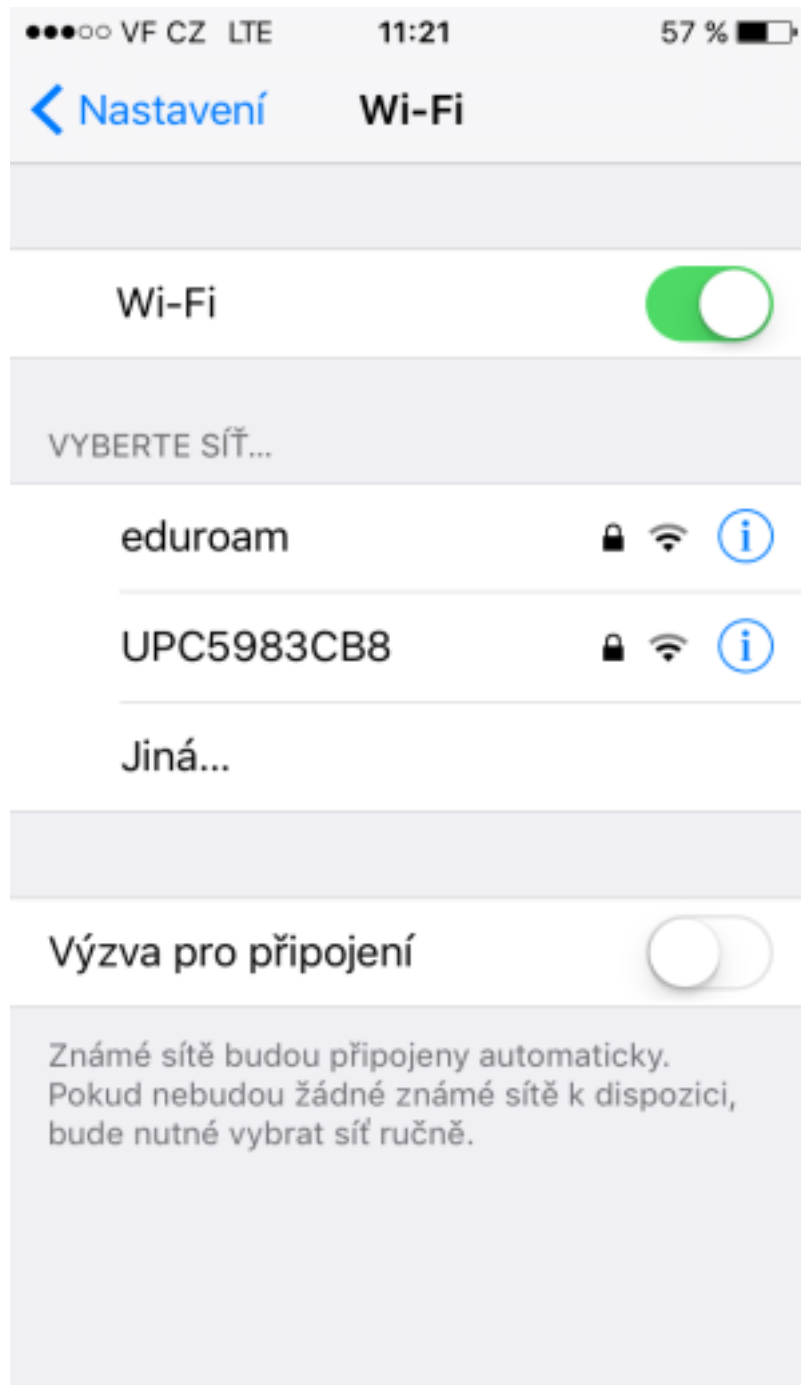 VF CZ LTE 11:21 57 %
Nastavení Wi-Fi
Wi-Fi
VYBERTE SÍŤ...
eduroam
UPC5983CB8
Jiná...
Výzva pro připojení
Známé sítě budou připojeny automaticky.
Pokud nebudou žádné známé sítě k dispozici,
bude nutné vybrat síť ručně.